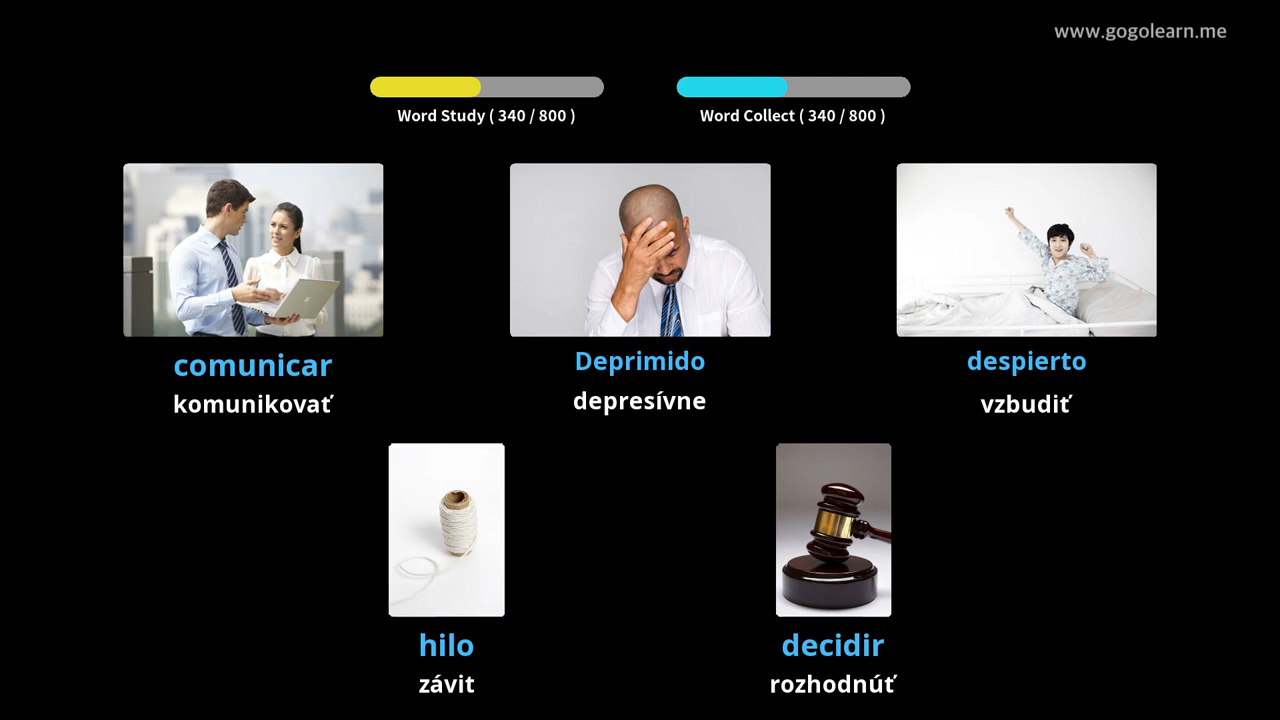 www.gogolearn.me
Word Study ( 340 / 800 )
Word Collect ( 340 / 800 )
comunicar
komunikovať
Deprimido
depresívne
despierto
vzbudiť
hilo
závit
decidir
rozhodnúť